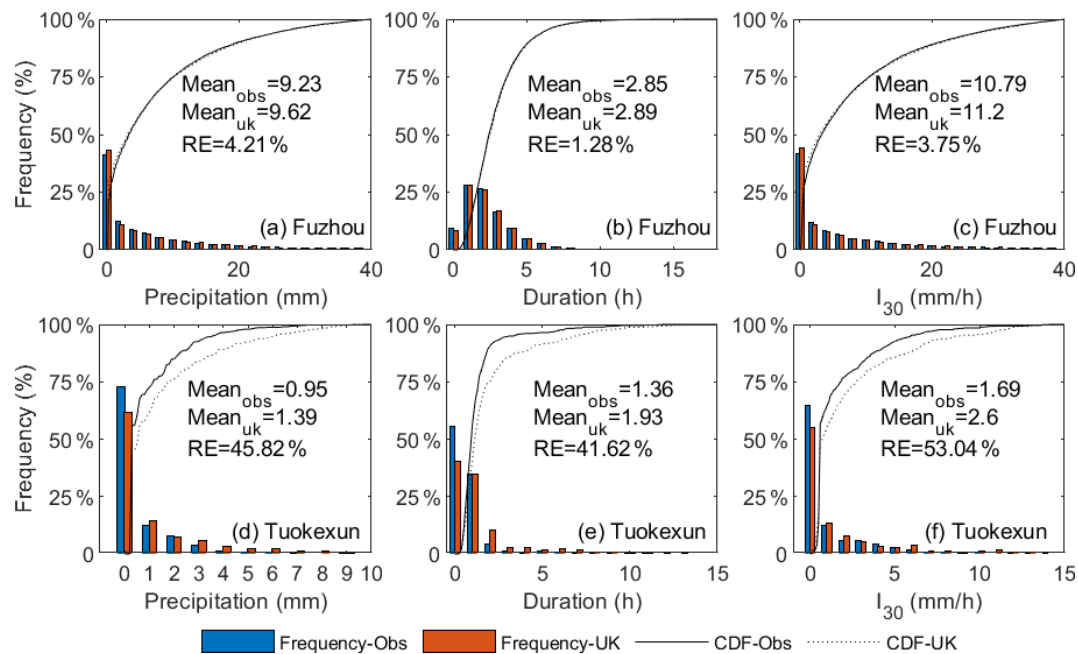 100 %
75 %
50 %
25 %
0
Frequency (%)
Mean_obs=9.23
Mean_uk=9.62
RE=4.21 %
(a) Fuzhou
0 20 40
Precipitation (mm)
100 %
75 %
50 %
25 %
0
Mean_obs=2.85
Mean_uk=2.89
RE=1.28 %
(b) Fuzhou
0 5 10 15
Duration (h)
100 %
75 %
50 %
25 %
0
Mean_obs=10.79
Mean_uk=11.2
RE=3.75 %
(c) Fuzhou
0 20 40
I_30 (mm/h)
100 %
75 %
50 %
25 %
0
Frequency (%)
Mean_obs=0.95
Mean_uk=1.39
RE=45.82 %
(d) Tuokexun
0 1 2 3 4 5 6 7 8 9 10
Precipitation (mm)
100 %
75 %
50 %
25 %
0
Mean_obs=1.36
Mean_uk=1.93
RE=41.62 %
(e) Tuokexun
0 5 10 15
Duration (h)
100 %
75 %
50 %
25 %
0
Mean_obs=1.69
Mean_uk=2.6
RE=53.04 %
(f) Tuokexun
0 5 10 15
I_30 (mm/h)
Frequency-Obs Frequency-UK CDF-Obs CDF-UK